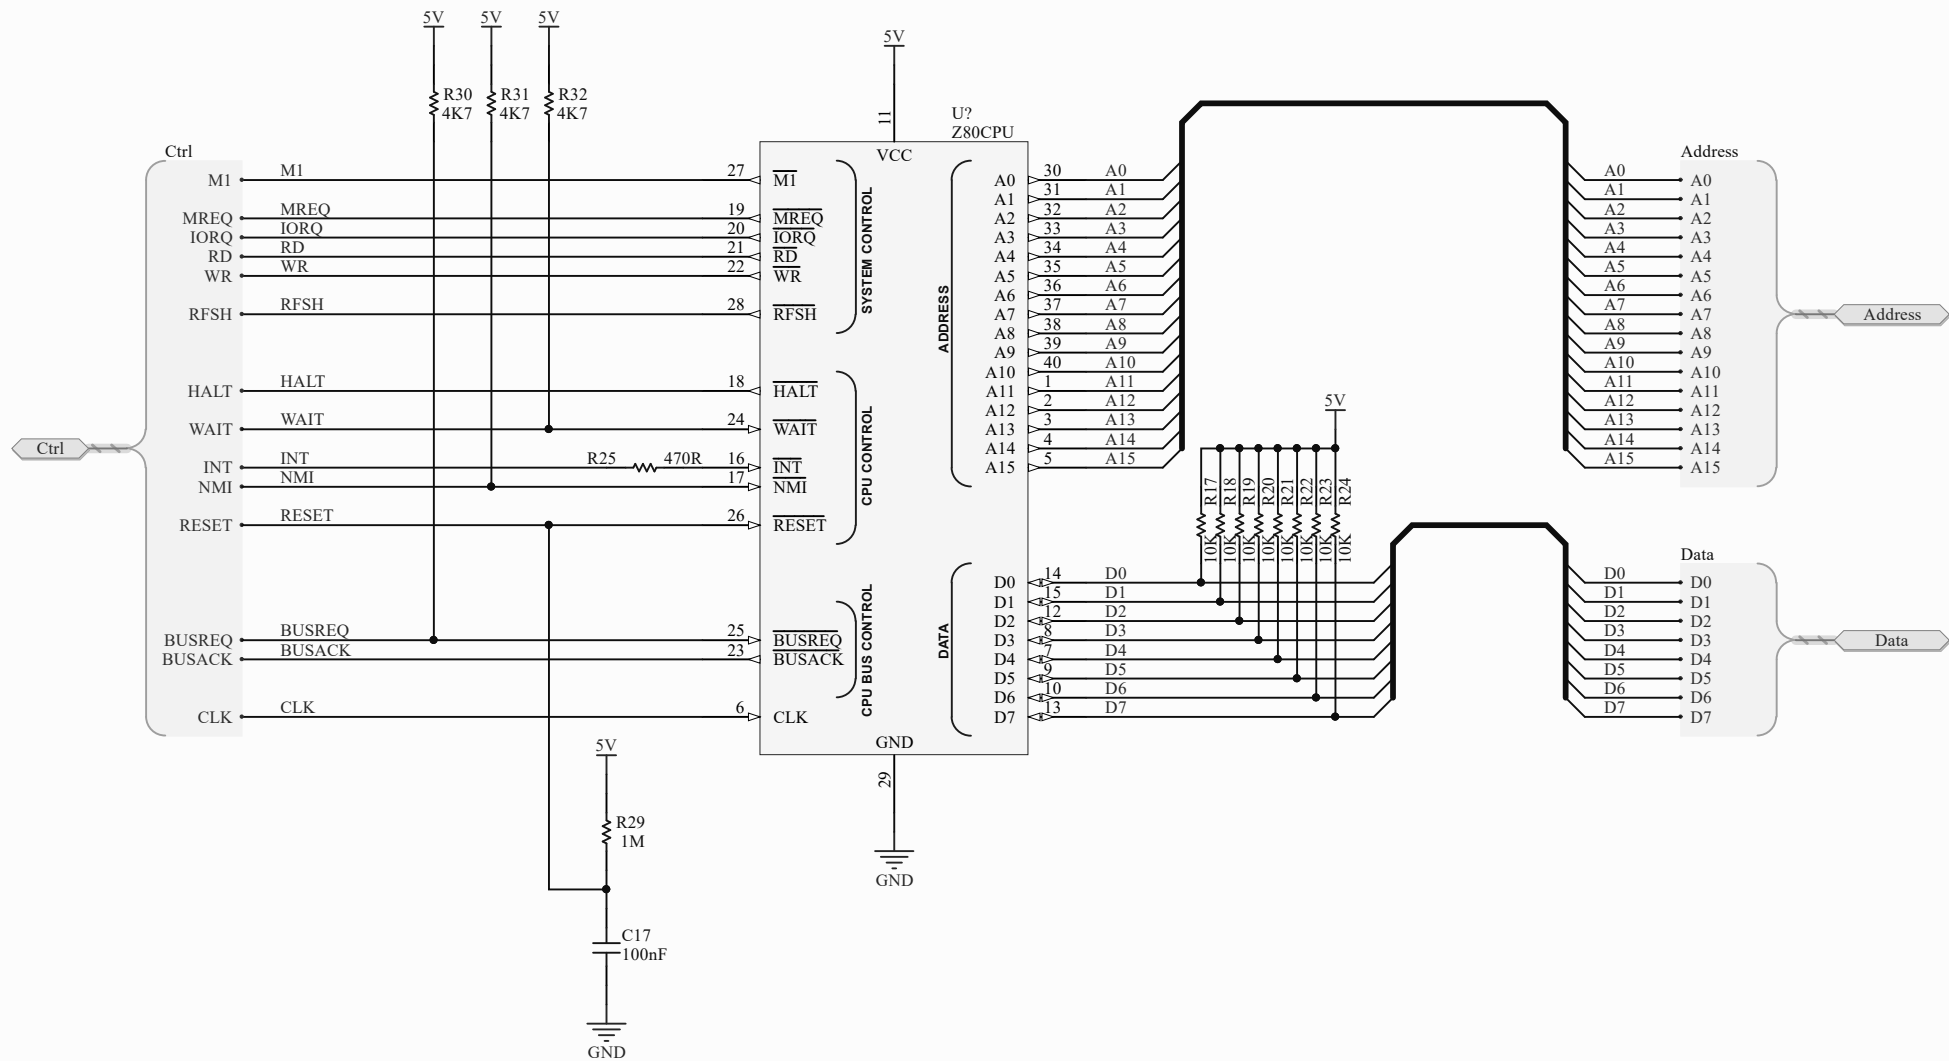 5V
5V
5V
5V
R30
4K7
R31
4K7
R32
4K7
11
U?
Z80CPU
Ctrl
M1
MREQ
IORQ
RD
WR
RFSH
HALT
WAIT
INT
NMI
RESET
BUSREQ
BUSACK
CLK
Ctrl
M1
MREQ
IORQ
RD
WR
RFSH
HALT
WAIT
INT
NMI
RESET
BUSREQ
BUSACK
CLK
R25
470R
27
19
20
21
22
28
18
24
16
17
26
25
23
6
VCC
M1
MREQ
IORQ
RD
WR
RFSH
HALT
WAIT
INT
NMI
RESET
BUSREQ
BUSACK
CLK
SYSTEM CONTROL
CPU CONTROL
CPU BUS CONTROL
ADDRESS
DATA
A0
A1
A2
A3
A4
A5
A6
A7
A8
A9
A10
A11
A12
A13
A14
A15
D0
D1
D2
D3
D4
D5
D6
D7
GND
29
GND
30
31
32
33
34
35
36
37
38
39
40
1
2
3
4
5
14
15
12
8
7
9
10
13
A0
A1
A2
A3
A4
A5
A6
A7
A8
A9
A10
A11
A12
A13
A14
A15
D0
D1
D2
D3
D4
D5
D6
D7
5V
R17
R18
R19
R20
R21
R22
R23
R24
10K
10K
10K
10K
10K
10K
10K
10K
A0
A1
A2
A3
A4
A5
A6
A7
A8
A9
A10
A11
A12
A13
A14
A15
Address
A0
A1
A2
A3
A4
A5
A6
A7
A8
A9
A10
A11
A12
A13
A14
A15
Address
D0
D1
D2
D3
D4
D5
D6
D7
Data
D0
D1
D2
D3
D4
D5
D6
D7
Data
5V
R29
1M
C17
100nF
GND